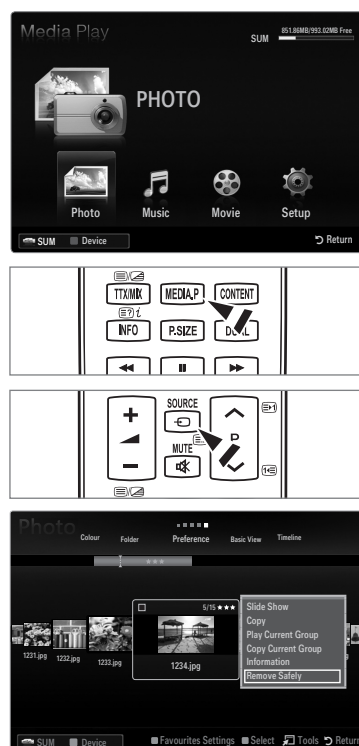 Media Play
SUM
851.86MB/993.02MB Free
PHOTO
Photo Music Movie Setup
SUM Device Return
TTX/MIX MEDIA.P CONTENT
INFO P.SIZE
SOURCE
P
MUTE
Photo
Colour Folder Preference Basic View Timeline
5/15
1231.jpg 1232.jpg 1233.jpg 1234.jpg
Slide Show
Copy
Play Current Group
Copy Current Group
Information
Remove Safely
SUM Device Favourites Settings Select Tools Return